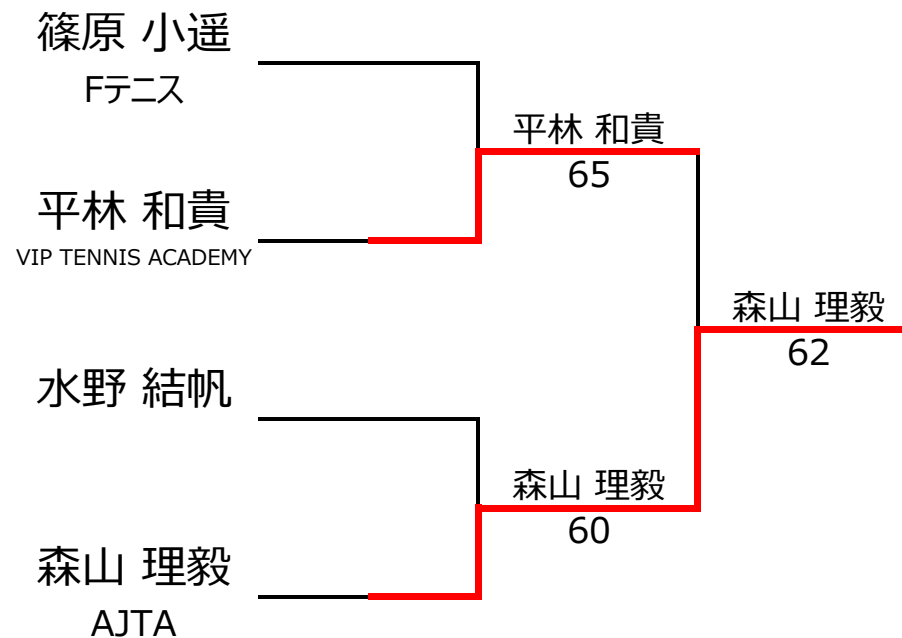 篠原 小遥
Fテニス
平林 和貴
65
平林 和貴
VIP TENNIS ACADEMY
森山 理毅
62
水野 結帆
森山 理毅
60
森山 理毅
AJTA